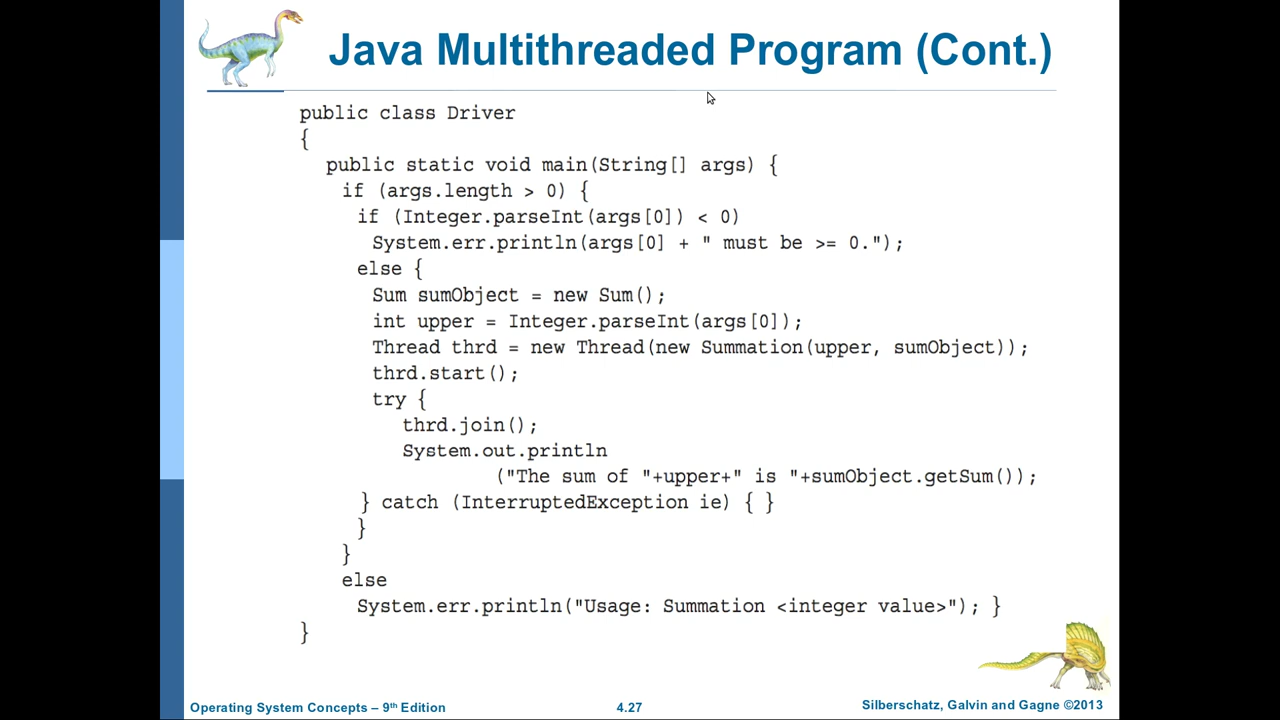 Java Multithreaded Program (Cont.)
public class Driver
{
public static void main(String[] args) {
if (args.length > 0) {
if (Integer.parseInt(args[0]) < 0)
System.err.println(args[0] + " must be >= 0.");
else {
Sum sumObject = new Sum();
int upper = Integer.parseInt(args[0]);
Thread thrd = new Thread(new Summation(upper, sumObject));
thrd.start();
try {
thrd.join();
System.out.println
("The sum of "+upper+" is "+sumObject.getSum());
} catch (InterruptedException ie) { }
}
}
else
System.err.println("Usage: Summation <integer value>"); }
}
Operating System Concepts – 9th Edition
4.27
Silberschatz, Galvin and Gagne ©2013